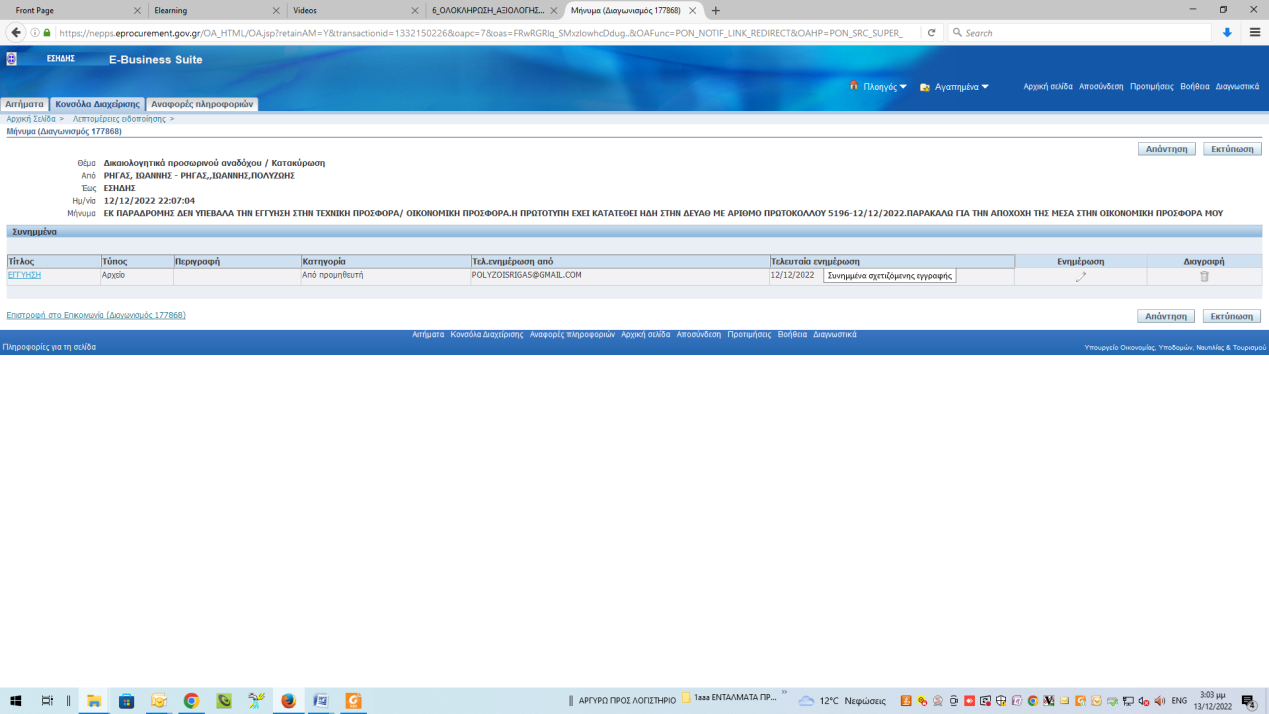 Front Page
Elearning
Videos
6_ΟΛΟΚΛΗΡΩΣΗ_ΑΞΙΟΛΟΓΗΣ...
Μήνυμα (Διαγωνισμός 177868)
https://nepps.eprocurement.gov.gr/OA_HTML/OA.jsp?retainAM=Y&transactionid=1332150226&oapc=7&oas=FRwRGRlq_SMxzlowhcDdug..&OAFunc=PON_NOTIF_LINK_REDIRECT&OAHP=PON_SRC_SUPER_
Search
ΕΣΗΔΗΣ E-Business Suite
Πλοηγός Αγαπημένα Αρχική σελίδα Αποσύνδεση Προτιμήσεις Βοήθεια Διαγνωστικά
Αιτήματα Κονσόλα Διαχείρισης Αναφορές πληροφοριών
Αρχική Σελίδα > Λεπτομέρειες ειδοποίησης >
Μήνυμα (Διαγωνισμός 177868)
Απάντηση Εκτύπωση
Θέμα Δικαιολογητικά προσωρινού αναδόχου / Κατακύρωση
Από ΡΗΓΑΣ, ΙΩΑΝΝΗΣ - ΡΗΓΑΣ,,ΙΩΑΝΝΗΣ,ΠΟΛΥΖΩΗΣ
Έως ΕΣΗΔΗΣ
Ημ/νία 12/12/2022 22:07:04
Μήνυμα ΕΚ ΠΑΡΑΔΡΟΜΗΣ ΔΕΝ ΥΠΕΒΑΛΑ ΤΗΝ ΕΓΓΥΗΣΗ ΣΤΗΝ ΤΕΧΝΙΚΗ ΠΡΟΣΦΟΡΑ/ ΟΙΚΟΝΟΜΙΚΗ ΠΡΟΣΦΟΡΑ.Η ΠΡΩΤΟΤΥΠΗ ΕΧΕΙ ΚΑΤΑΤΕΘΕΙ ΗΔΗ ΣΤΗΝ ΔΕΥΑΘ ΜΕ ΑΡΙΘΜΟ ΠΡΩΤΟΚΟΛΛΟΥ 5196-12/12/2022.ΠΑΡΑΚΑΛΩ ΓΙΑ ΤΗΝ ΑΠΟΧΟΧΗ ΤΗΣ ΜΕΣΑ ΣΤΗΝ ΟΙΚΟΝΟΜΙΚΗ ΠΡΟΣΦΟΡΑ ΜΟΥ
Συνημμένα
Τίτλος Τύπος Περιγραφή Κατηγορία Τελ.ενημέρωση από Τελευταία ενημέρωση Ενημέρωση Διαγραφή
ΕΓΓΥΗΣΗ Αρχείο Από προμηθευτή POLYZOISRIGAS@GMAIL.COM 12/12/2022 Συνημμένα σχετιζόμενης εγγραφής
Επιστροφή στο Επικοινωνία (Διαγωνισμός 177868)
Απάντηση Εκτύπωση
Αιτήματα Κονσόλα Διαχείρισης Αναφορές πληροφοριών Αρχική σελίδα Αποσύνδεση Προτιμήσεις Βοήθεια Διαγνωστικά
Πληροφορίες για τη σελίδα
Υπουργείο Οικονομίας, Υποδομών, Ναυτιλίας & Τουρισμού
ΑΡΓΥΡΩ ΠΡΟΣ ΛΟΓΙΣΤΗΡΙΟ 1aaa ΕΝΤΑΛΜΑΤΑ ΠΡ... 12°C Νεφώσεις ENG 3:03 μμ
13/12/2022